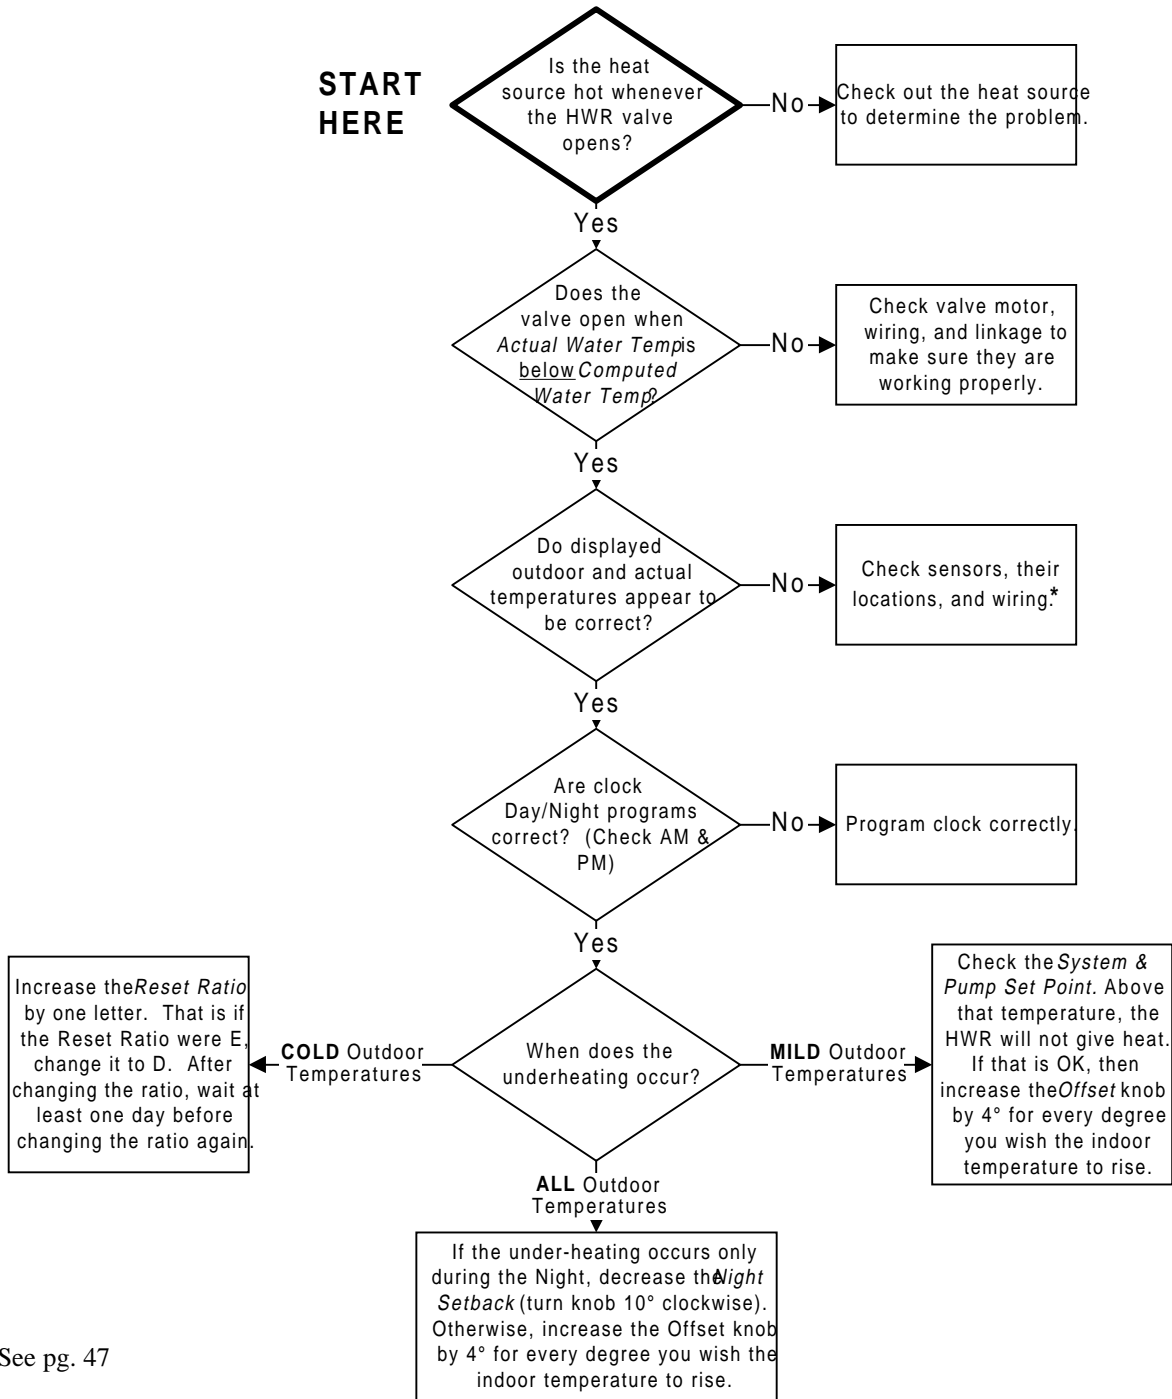 START
HERE
Is the heat
source hot whenever
the HWR valve
opens?
No
Check out the heat source
to determine the problem.
Yes
Does the
valve open when
Actual Water Temp is
below Computed
Water Temp?
No
Check valve motor,
wiring, and linkage to
make sure they are
working properly.
Yes
Do displayed
outdoor and actual
temperatures appear to
be correct?
No
Check sensors, their
locations, and wiring.*
Yes
Are clock
Day/Night programs
correct? (Check AM &
PM)
No
Program clock correctly.
Yes
When does the
underheating occur?
COLD Outdoor
Temperatures
Increase the Reset Ratio
by one letter. That is if
the Reset Ratio were E,
change it to D. After
changing the ratio, wait at
least one day before
changing the ratio again.
MILD Outdoor
Temperatures
Check the System &
Pump Set Point. Above
that temperature, the
HWR will not give heat.
If that is OK, then
increase the Offset knob
by 4° for every degree
you wish the indoor
temperature to rise.
ALL Outdoor
Temperatures
If the under-heating occurs only
during the Night, decrease the Night
Setback (turn knob 10° clockwise).
Otherwise, increase the Offset knob
by 4° for every degree you wish the
indoor temperature to rise.
See pg. 47